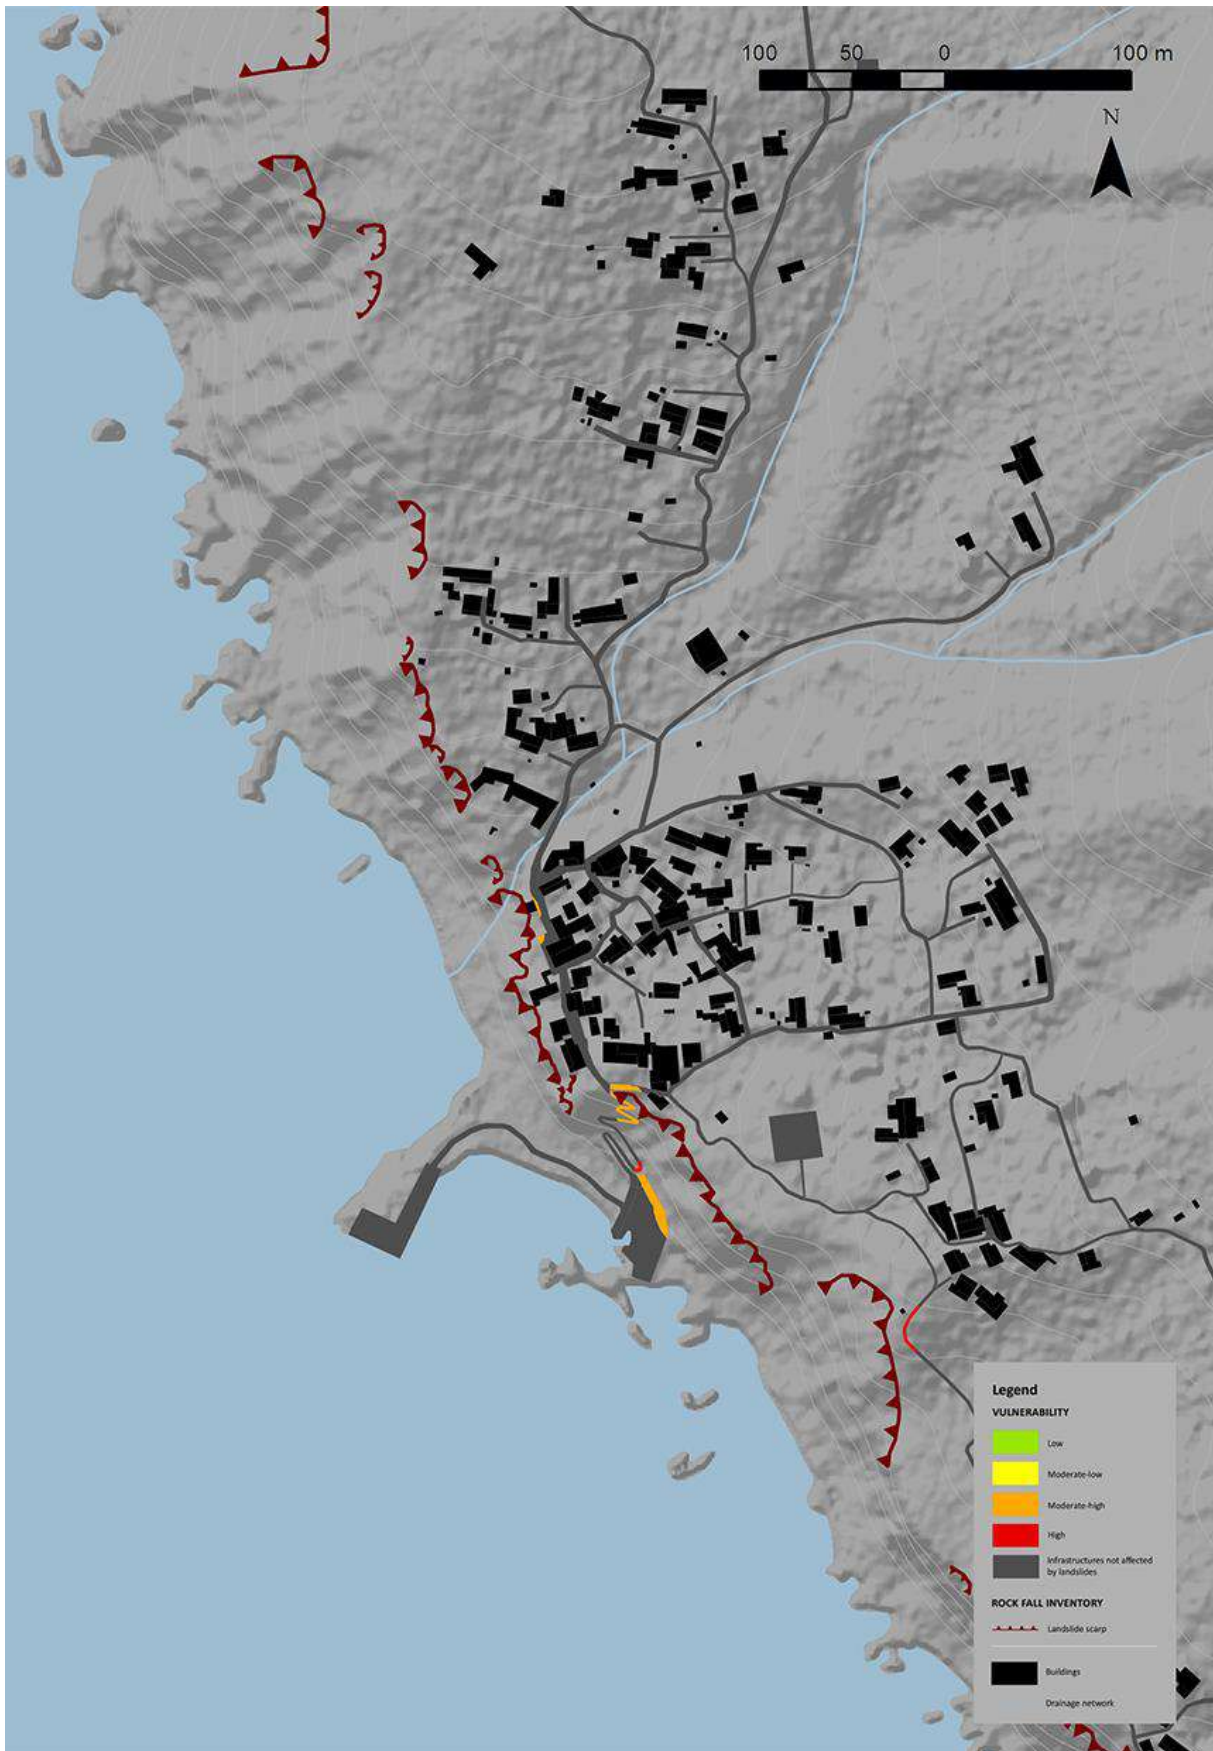 100 50 0 100 m
N
Legend
VULNERABILITY
Low
Moderate-low
Moderate-high
High
Infrastructures not affected
by landslides
ROCK FALL INVENTORY
Landslide scarp
Buildings
Drainage network